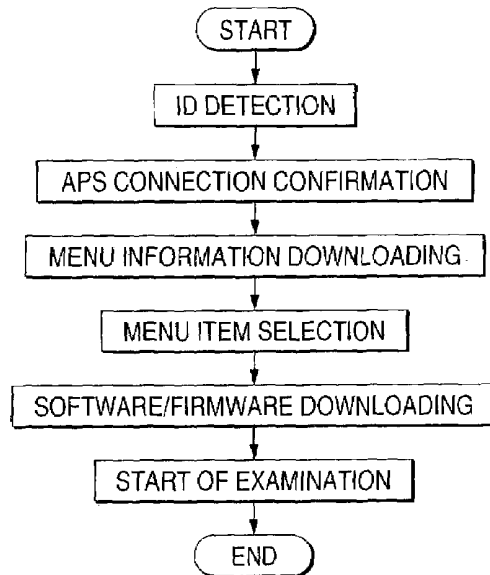 START
ID DETECTION
APS CONNECTION CONFIRMATION
MENU INFORMATION DOWNLOADING
MENU ITEM SELECTION
SOFTWARE/FIRMWARE DOWNLOADING
START OF EXAMINATION
END